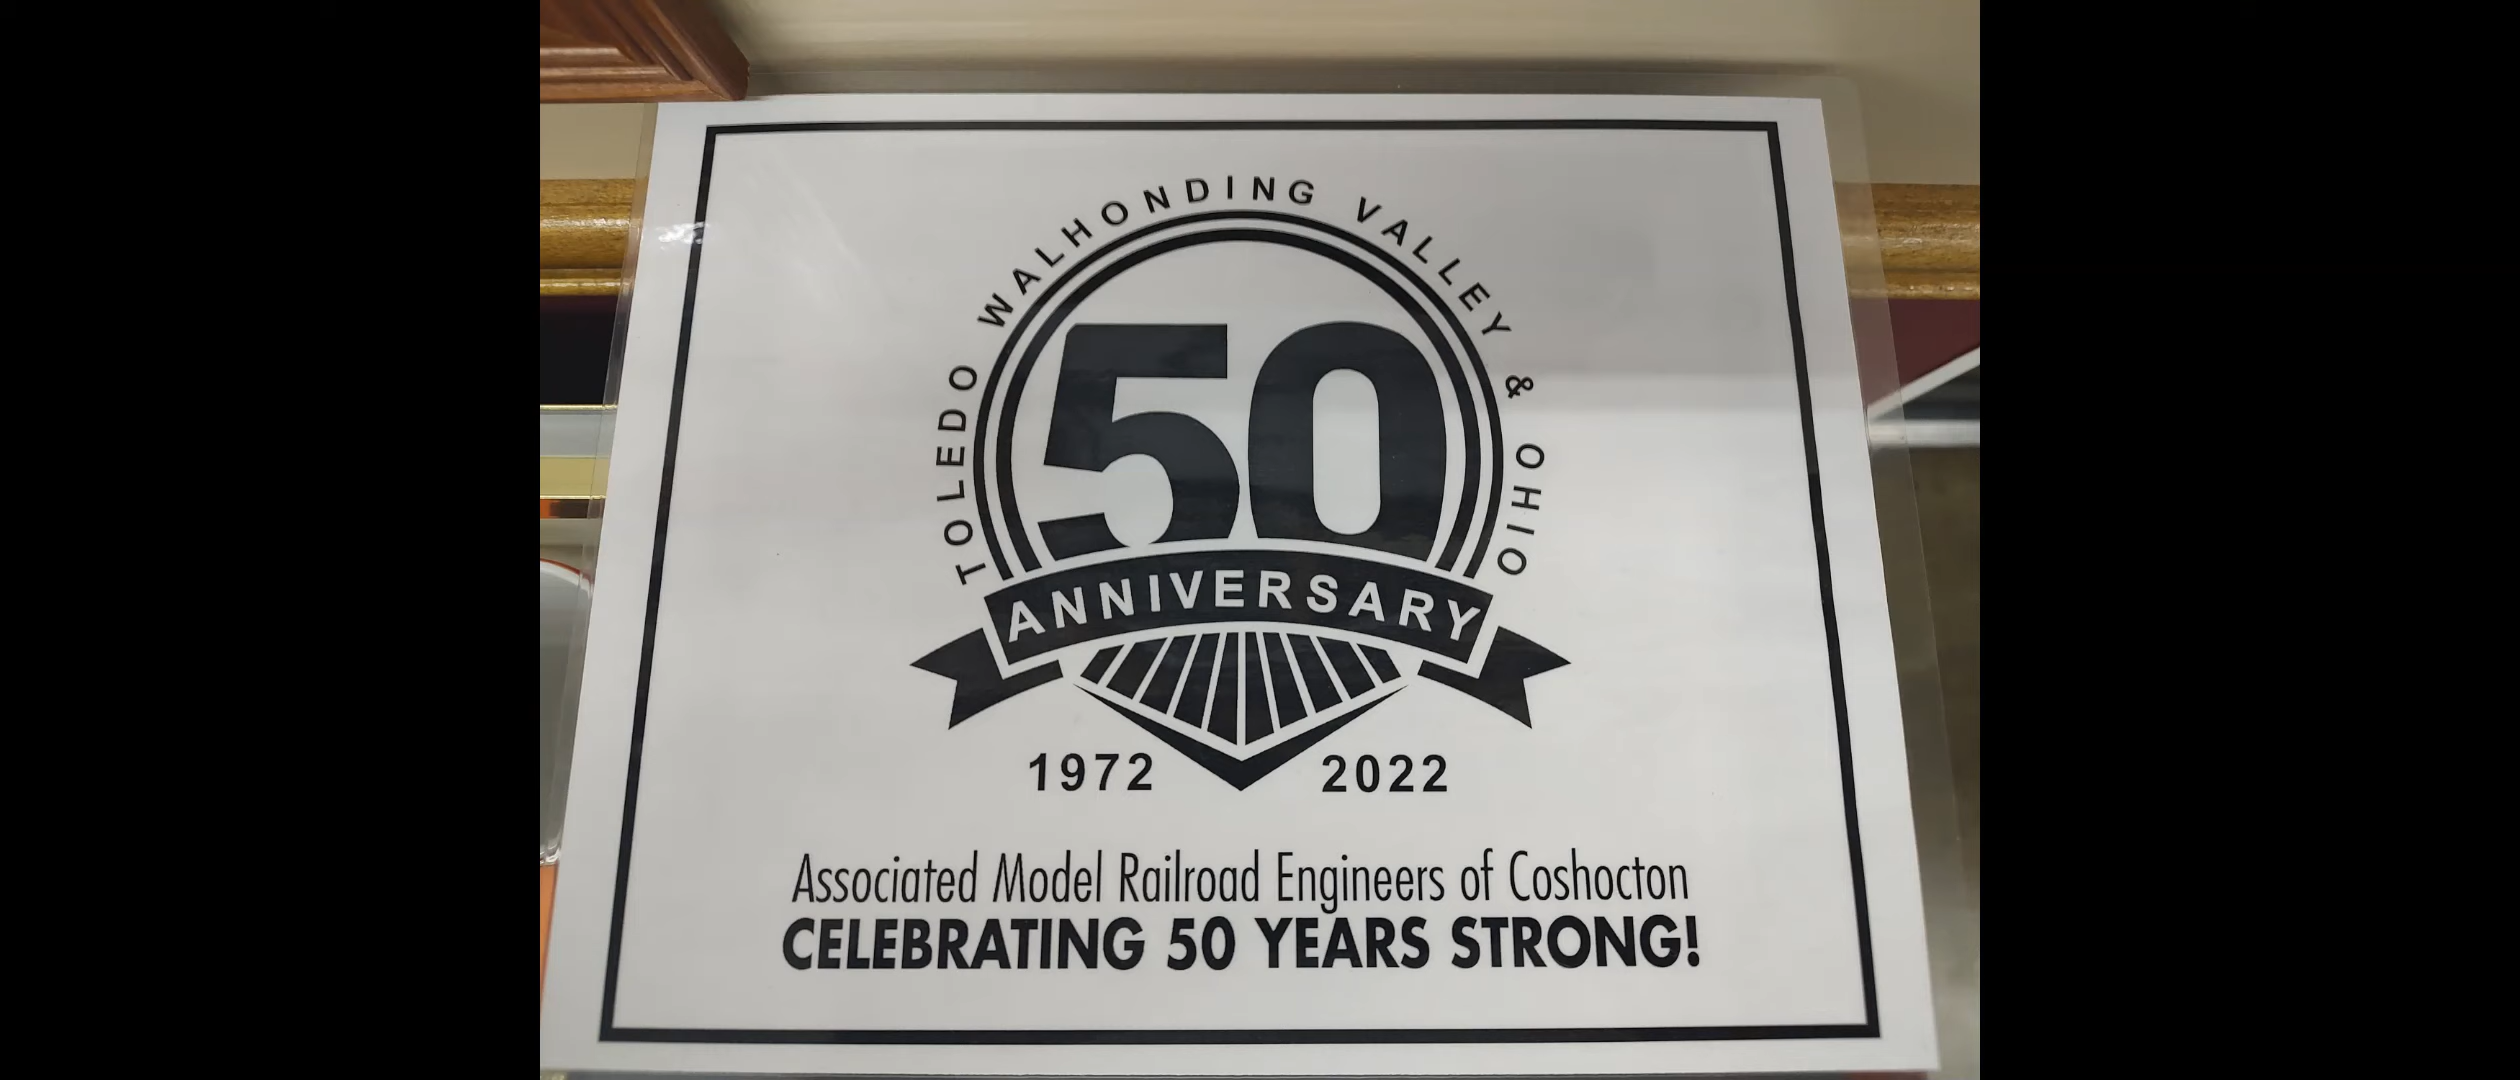 TOLEDO WALHONDING VALLEY & OHIO
50
ANNIVERSARY
1972 2022
Associated Model Railroad Engineers of Coshocton
CELEBRATING 50 YEARS STRONG!